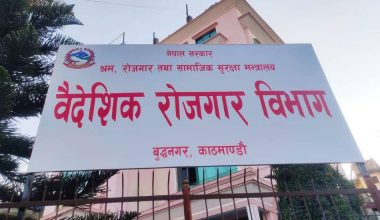 नेपाल सरकार
श्रम, रोजगार तथा सामाजिक सुरक्षा मन्त्रालय
वैदेशिक रोजगार विभाग
बुद्धनगर, काठमाण्डौ